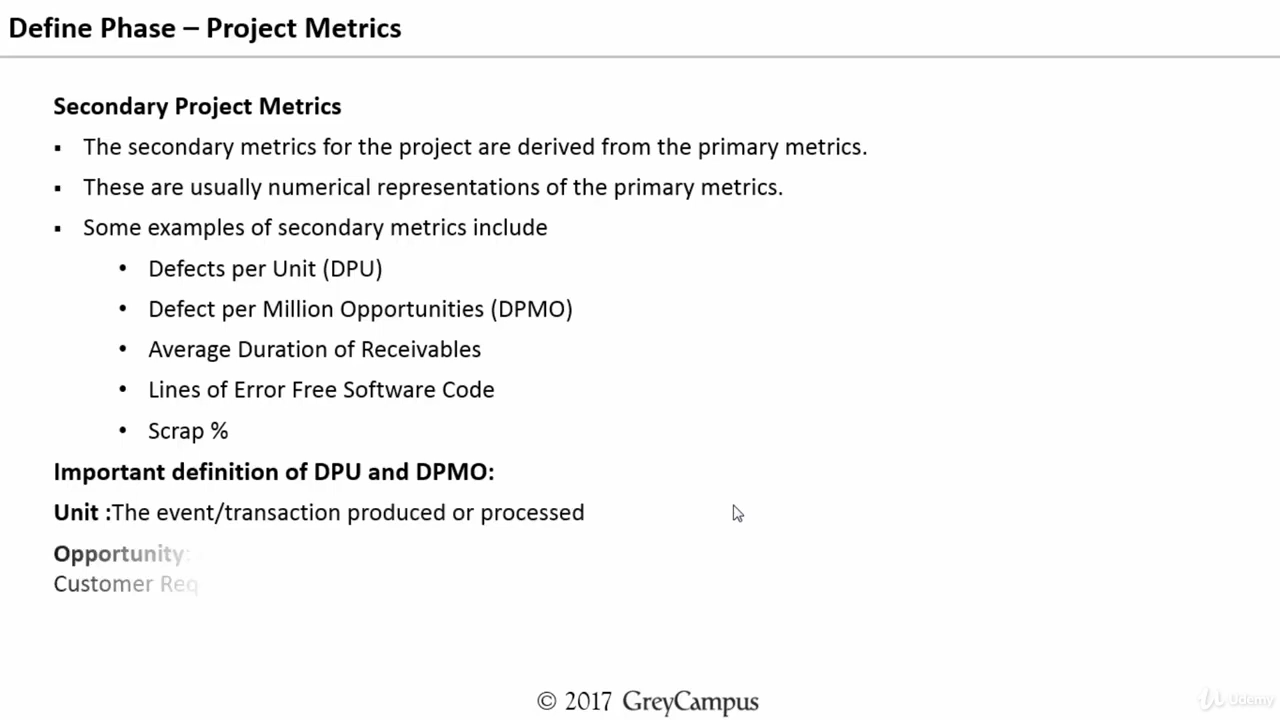 Define Phase – Project Metrics
Secondary Project Metrics
▪ The secondary metrics for the project are derived from the primary metrics.
▪ These are usually numerical representations of the primary metrics.
▪ Some examples of secondary metrics include
• Defects per Unit (DPU)
• Defect per Million Opportunities (DPMO)
• Average Duration of Receivables
• Lines of Error Free Software Code
• Scrap %
Important definition of DPU and DPMO:
Unit :The event/transaction produced or processed
Opportunity:
Customer Req
© 2017 GreyCampus
Udemy